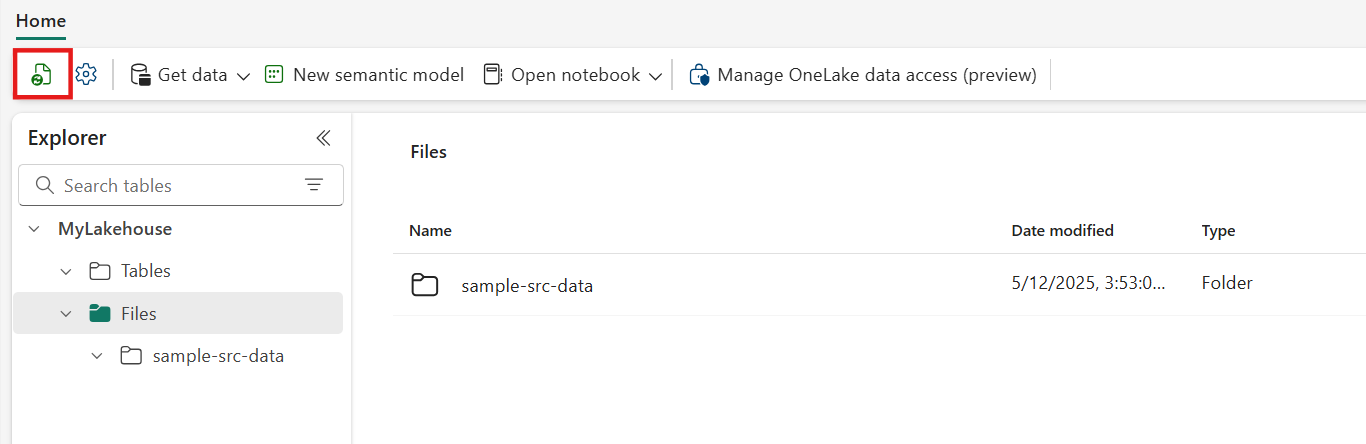 Home
Get data New semantic model Open notebook Manage OneLake data access (preview)
Explorer
Search tables
MyLakehouse
Tables
Files
sample-src-data
Files
Name Date modified Type
sample-src-data 5/12/2025, 3:53:0... Folder